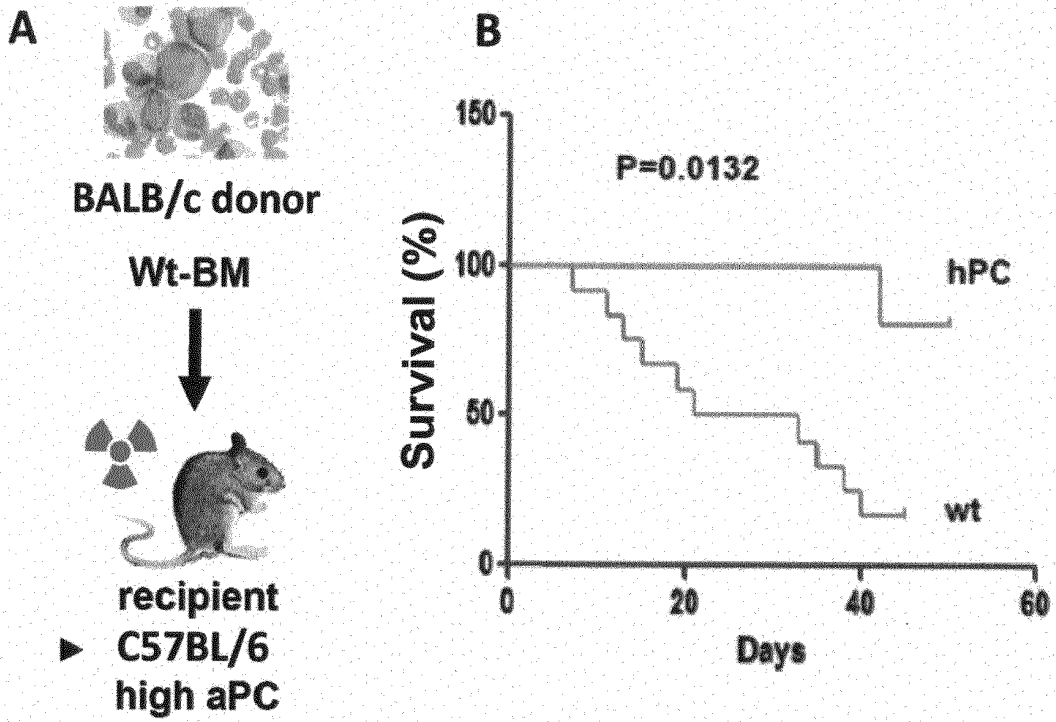 A
BALB/c donor
Wt-BM
recipient
► C57BL/6
high aPC
B
150
100
50
0
Survival (%)
P=0.0132
hPC
wt
0 20 40 60
Days